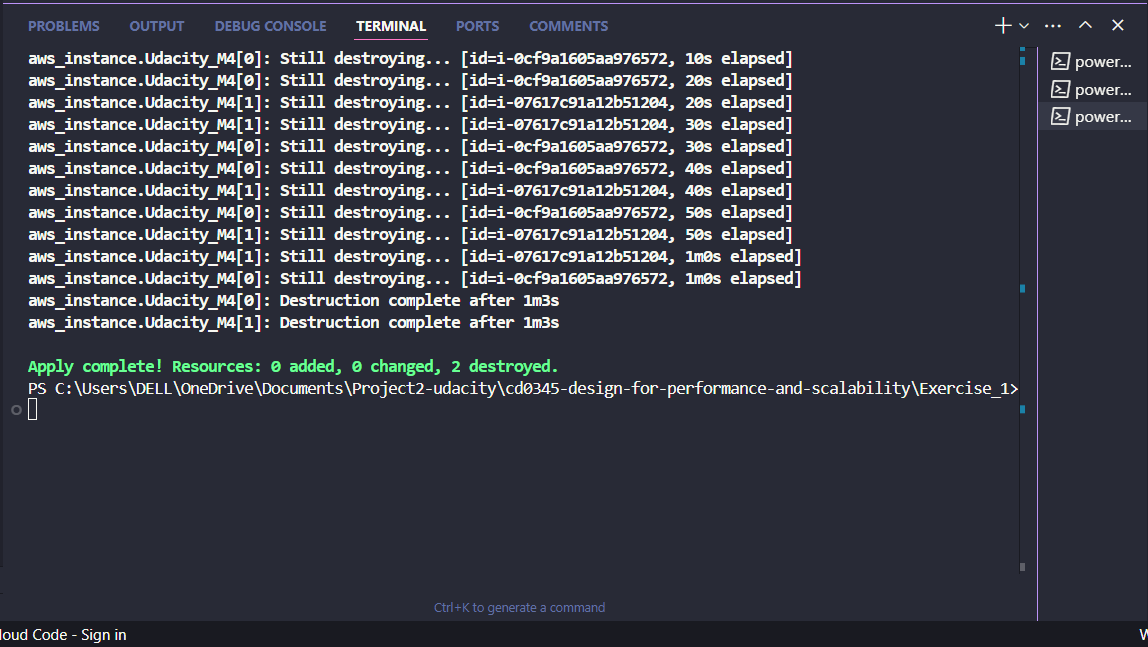 PROBLEMS OUTPUT DEBUG CONSOLE TERMINAL PORTS COMMENTS
aws_instance.Udacity_M4[0]: Still destroying... [id=i-0cf9a1605aa976572, 10s elapsed]
aws_instance.Udacity_M4[0]: Still destroying... [id=i-0cf9a1605aa976572, 20s elapsed]
aws_instance.Udacity_M4[1]: Still destroying... [id=i-07617c91a12b51204, 20s elapsed]
aws_instance.Udacity_M4[1]: Still destroying... [id=i-07617c91a12b51204, 30s elapsed]
aws_instance.Udacity_M4[0]: Still destroying... [id=i-0cf9a1605aa976572, 30s elapsed]
aws_instance.Udacity_M4[0]: Still destroying... [id=i-0cf9a1605aa976572, 40s elapsed]
aws_instance.Udacity_M4[1]: Still destroying... [id=i-07617c91a12b51204, 40s elapsed]
aws_instance.Udacity_M4[0]: Still destroying... [id=i-0cf9a1605aa976572, 50s elapsed]
aws_instance.Udacity_M4[1]: Still destroying... [id=i-07617c91a12b51204, 50s elapsed]
aws_instance.Udacity_M4[1]: Still destroying... [id=i-07617c91a12b51204, 1m0s elapsed]
aws_instance.Udacity_M4[0]: Still destroying... [id=i-0cf9a1605aa976572, 1m0s elapsed]
aws_instance.Udacity_M4[0]: Destruction complete after 1m3s
aws_instance.Udacity_M4[1]: Destruction complete after 1m3s
Apply complete! Resources: 0 added, 0 changed, 2 destroyed.
PS C:\Users\DELL\OneDrive\Documents\Project2-udacity\cd0345-design-for-performance-and-scalability\Exercise_1>
power...
power...
power...
Ctrl+K to generate a command
loud Code - Sign in